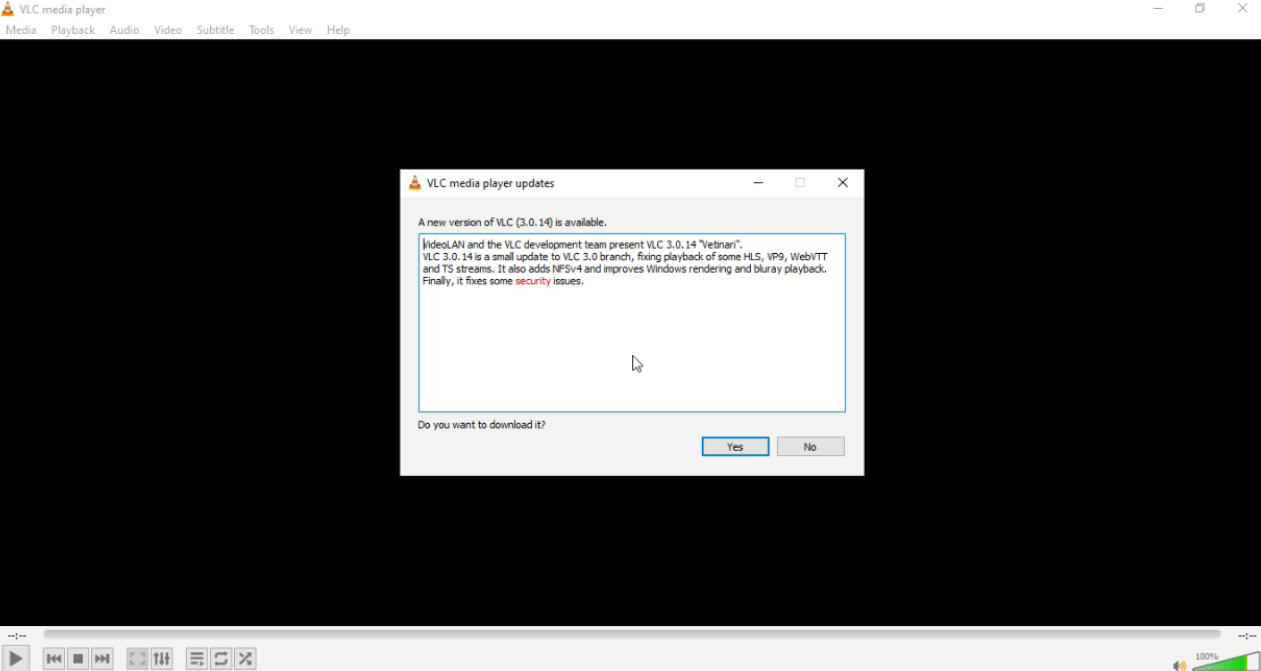 VLC media player
Media Playback Audio Video Subtitle Tools View Help
VLC media player updates
A new version of VLC (3.0.14) is available.
VideoLAN and the VLC development team present VLC 3.0.14 "Vetinari".
VLC 3.0.14 is a small update to VLC 3.0 branch, fixing playback of some HLS, VP9, WebVTT
and TS streams. It also adds NFSv4 and improves Windows rendering and bluray playback.
Finally, it fixes some security issues.
Do you want to download it?
Yes No
--:-- --:--
100%